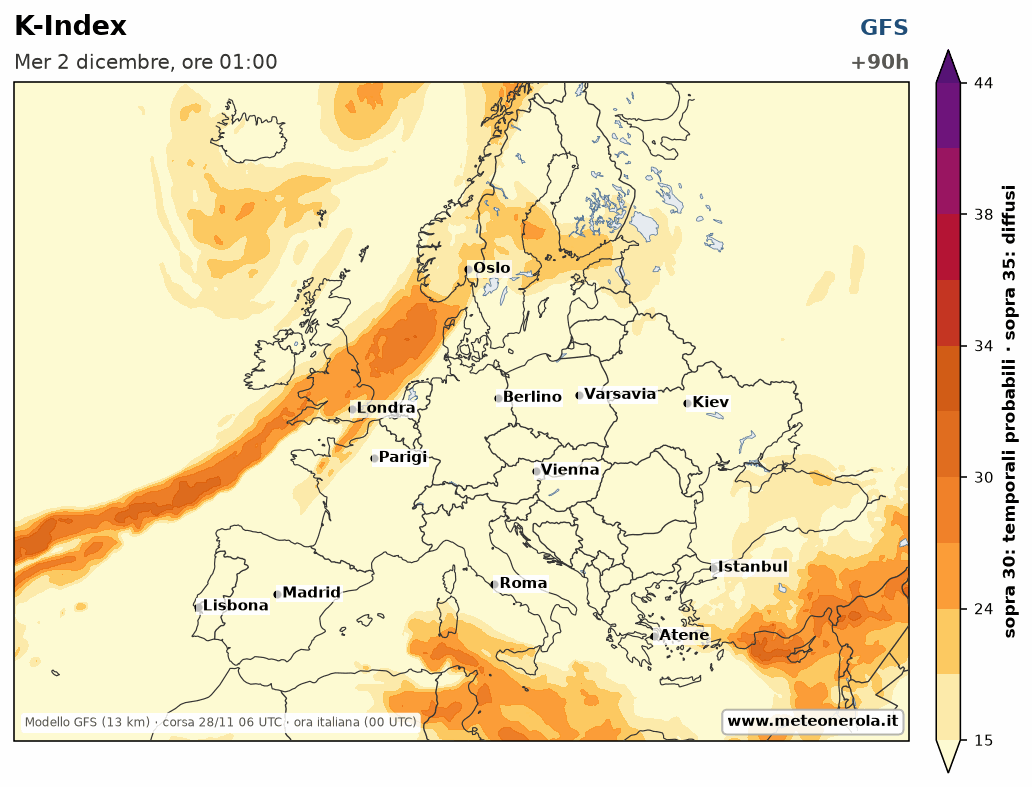 K-Index
GFS
Mer 2 dicembre, ore 01:00
+90h
44
38
34
30
24
15
sopra 30: temporali probabili · sopra 35: diffusi
Oslo
Londra
Berlino
Varsavia
Kiev
Parigi
Vienna
Istanbul
Roma
Madrid
Lisbona
Atene
Modello GFS (13 km) · corsa 28/11 06 UTC · ora italiana (00 UTC)
www.meteonerola.it